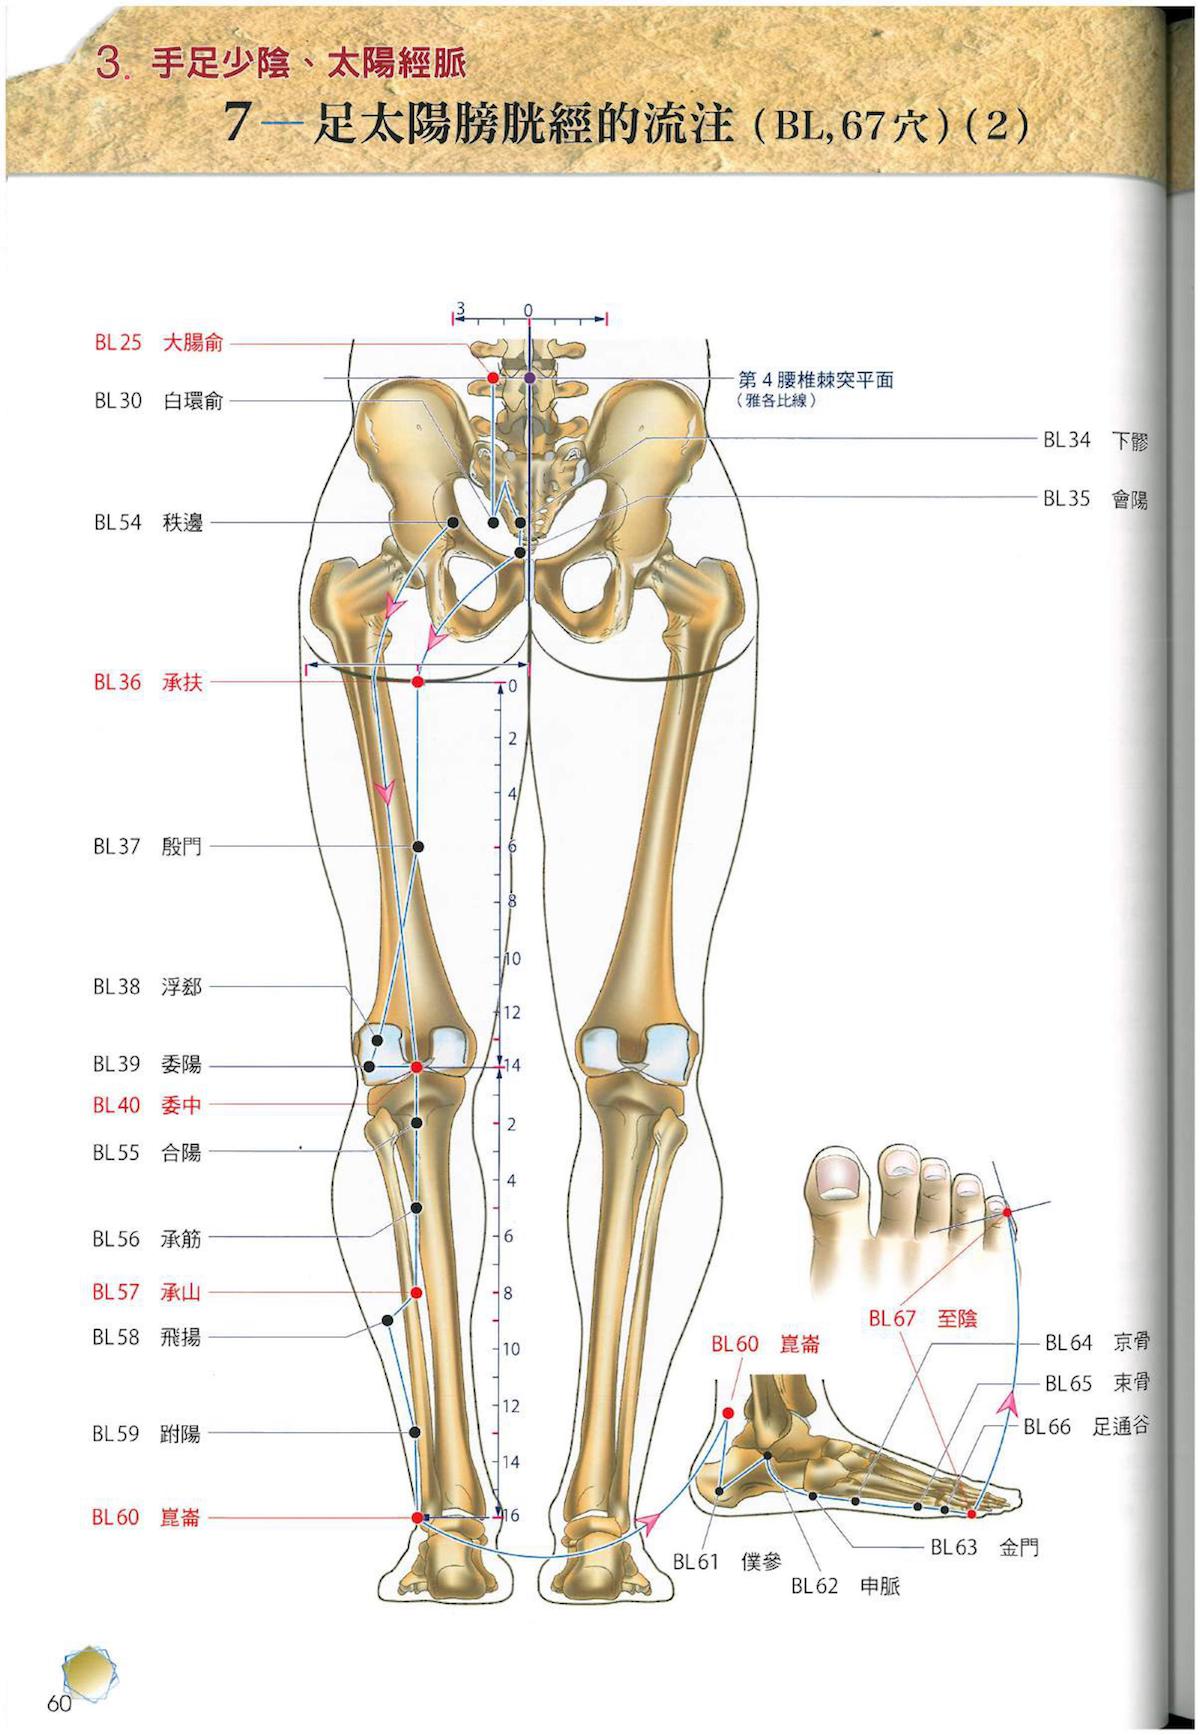 3. 手足少陰、太陽經脈
7—足太陽膀胱經的流注(BL,67穴)(2)
3 0
BL25 大腸俞
第4腰椎棘突平面
（雅各比線）
BL30 白環俞
BL34 下髎
BL35 會陽
BL54 秩邊
BL36 承扶
0
2
4
BL37 殷門
6
8
10
BL38 浮郄
12
BL39 委陽
14
BL40 委中
2
BL55 合陽
4
BL56 承筋
6
BL57 承山
8
BL58 飛揚
10
12
BL59 跗陽
14
BL60 崑崙
16
BL67 至陰
BL60 崑崙
BL64 京骨
BL65 束骨
BL66 足通谷
BL63 金門
BL61 僕參
BL62 申脈
60